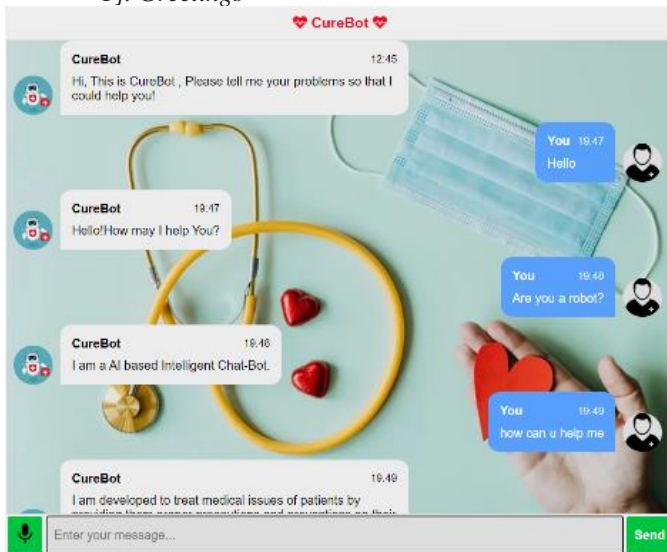 CureBot
CureBot 12:45
Hi, This is CureBot , Please tell me your problems so that I
could help you!
You 19:47
Hello
CureBot 19:47
Hello!How may I help You?
You 19:48
Are you a robot?
CureBot 19:48
I am a AI based Intelligent Chat-Bot.
You 19:49
how can u help me
CureBot 19:49
I am developed to treat medical issues of patients by
Enter your message...
Send